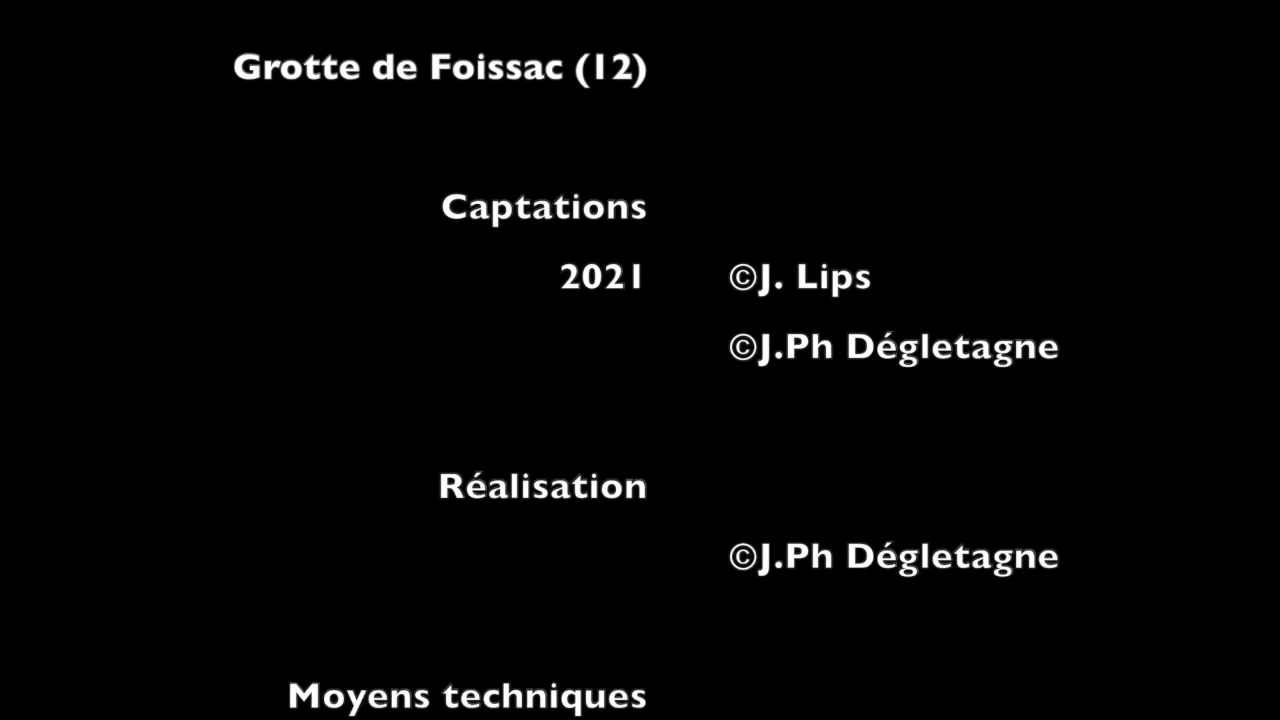 Grotte de Foissac (12)
Captations
2021 ©J. Lips
©J.Ph Dégletagne
Réalisation
©J.Ph Dégletagne
Moyens techniques